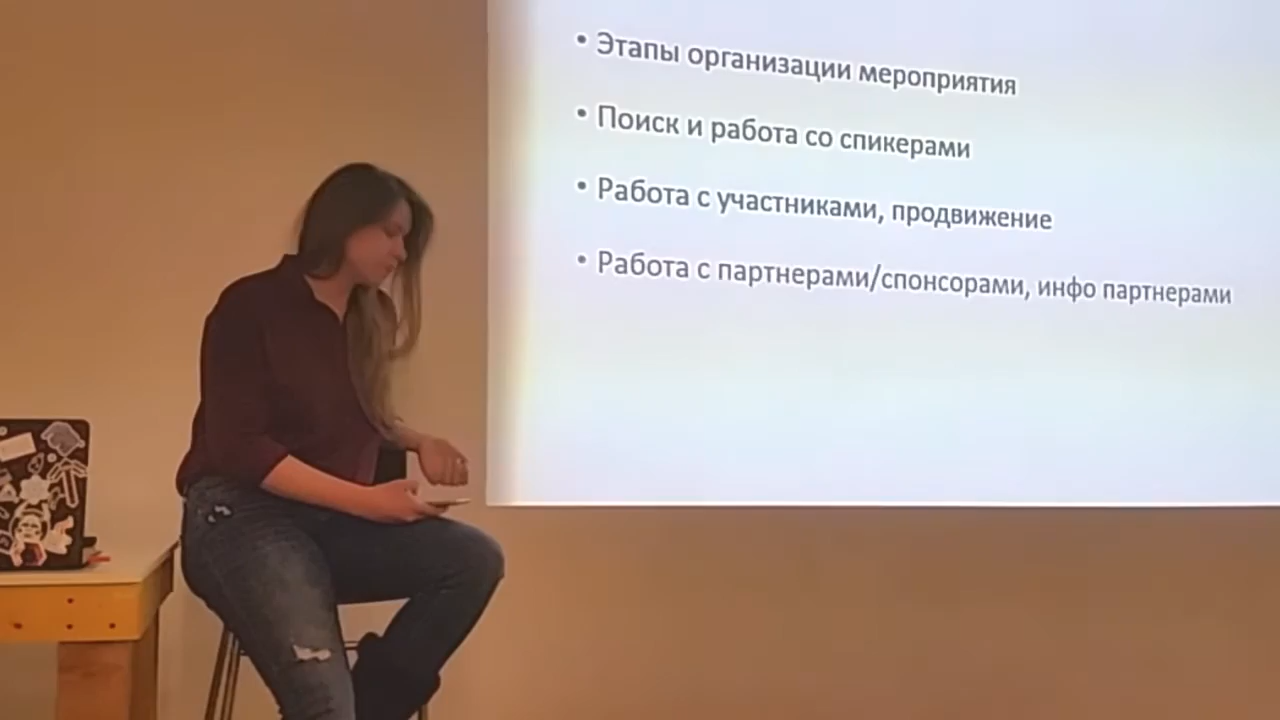 • Этапы организации мероприятия
• Поиск и работа со спикерами
• Работа с участниками, продвижение
• Работа с партнерами/спонсорами, инфо партнерами